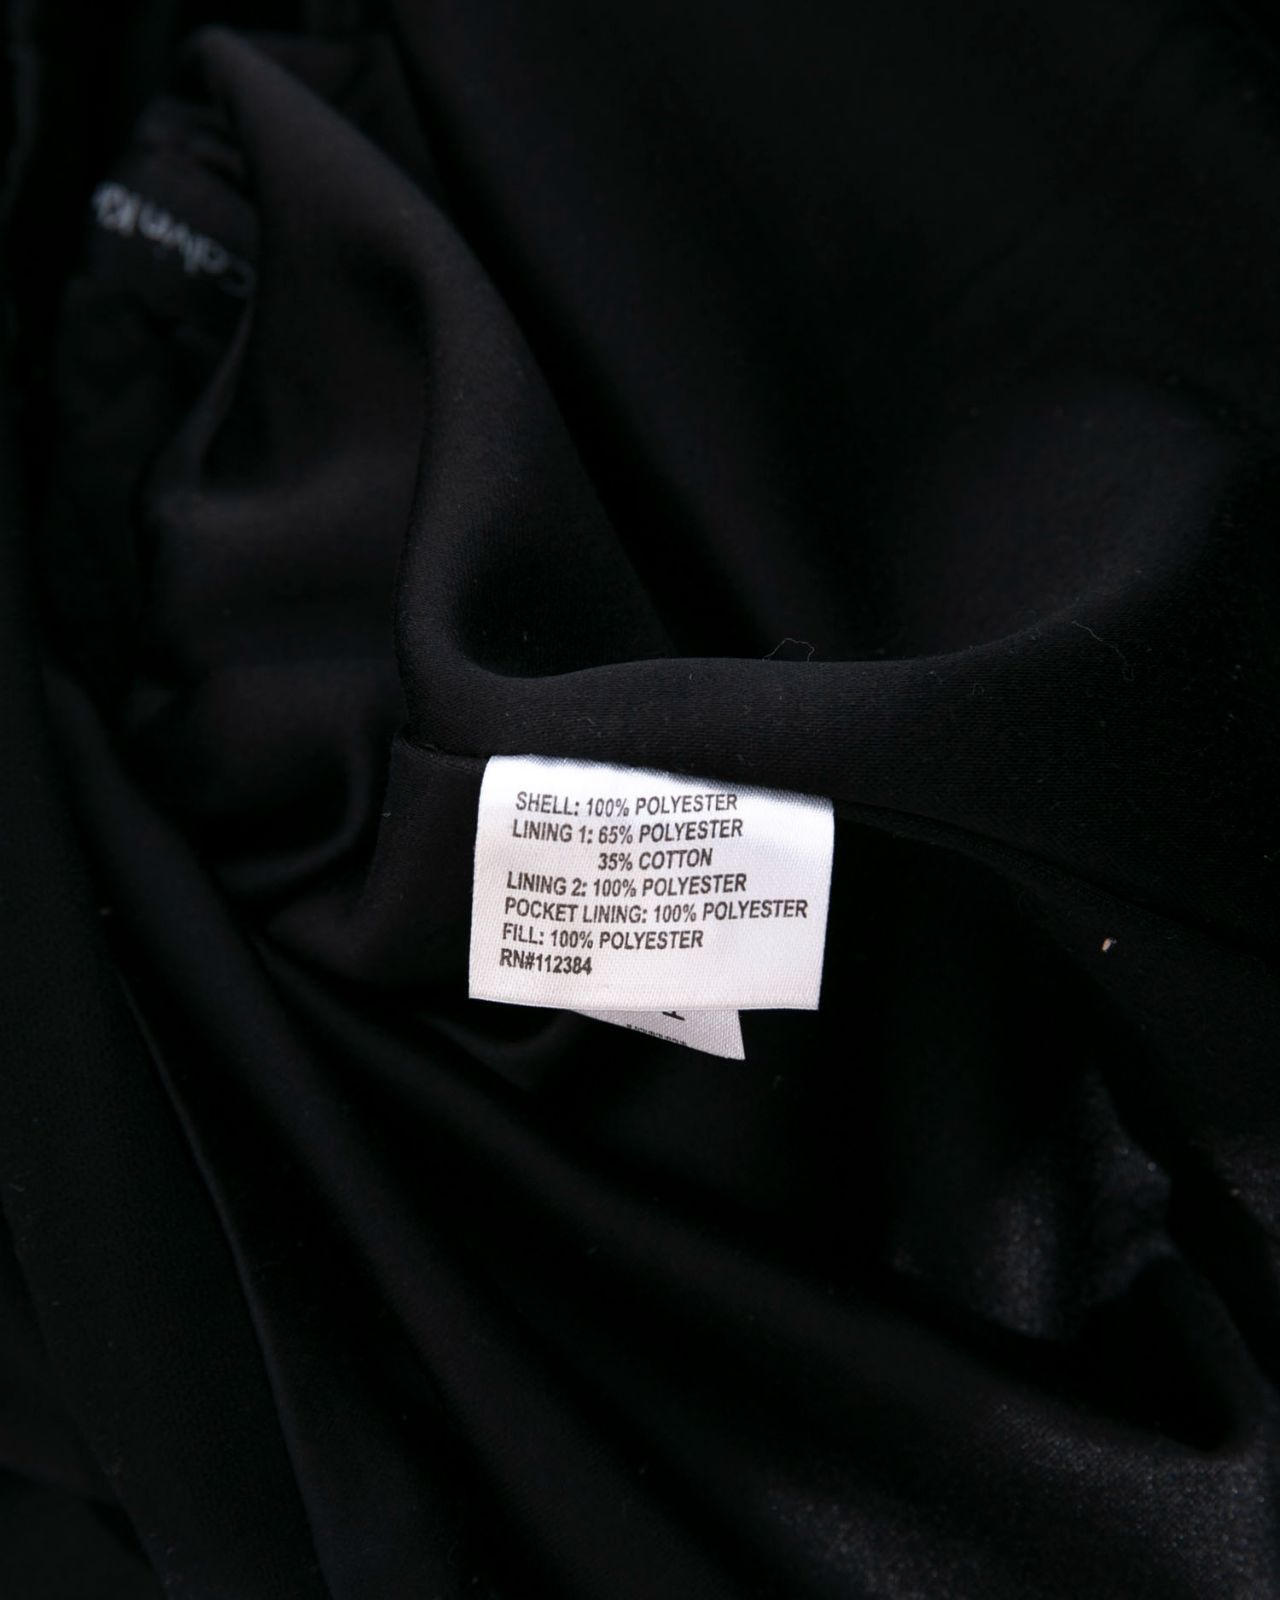 Calvin K
SHELL: 100% POLYESTER
LINING 1: 65% POLYESTER
35% COTTON
LINING 2: 100% POLYESTER
POCKET LINING: 100% POLYESTER
FILL: 100% POLYESTER
RN#112384